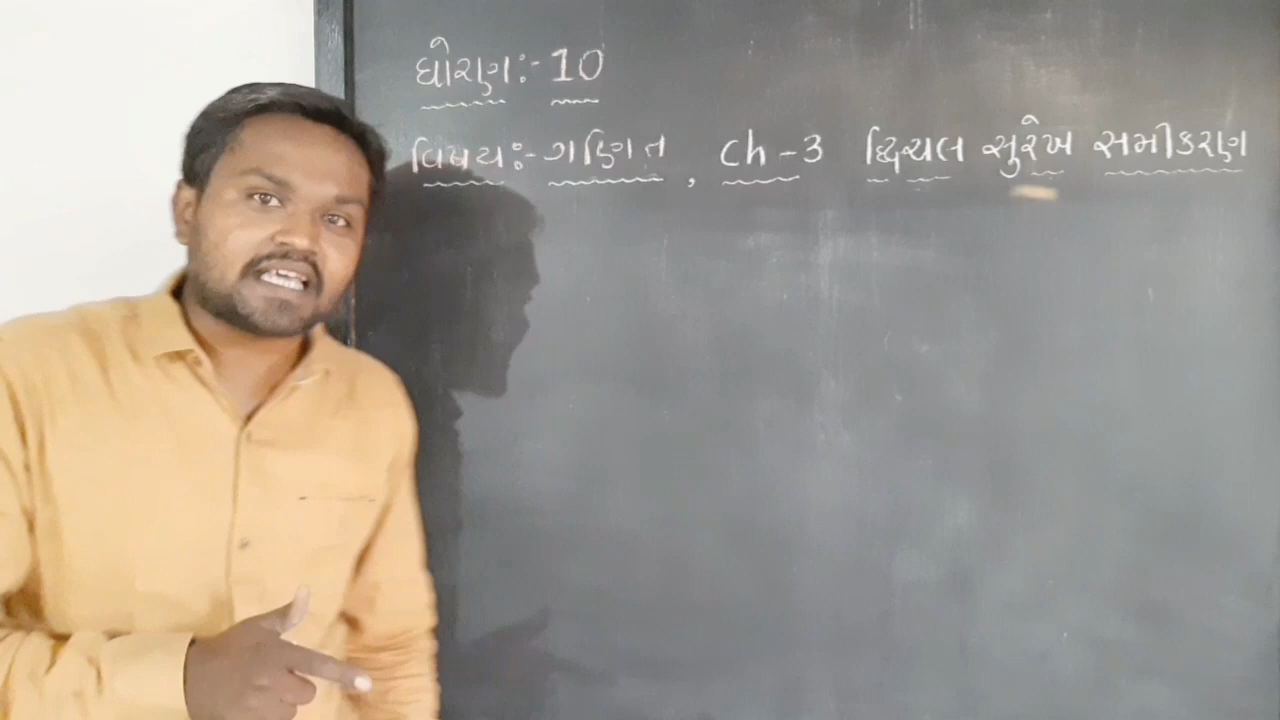 ધોરણ:- 10
વિષય:- ગણિત , ch-3 દ્વિચલ સુરેખ સમીકરણ